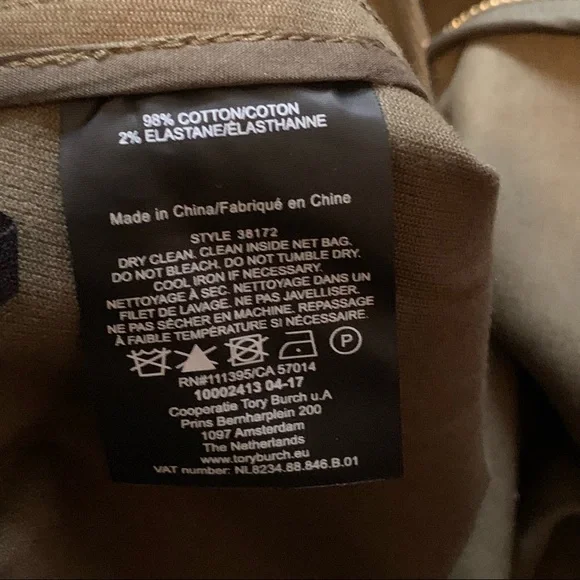 98% COTTON/COTON
2% ELASTANE/ÉLASTHANNE
Made in China/Fabriqué en Chine
STYLE 38172
DRY CLEAN. CLEAN INSIDE NET BAG.
DO NOT BLEACH. DO NOT TUMBLE DRY.
COOL IRON IF NECESSARY.
NETTOYAGE À SEC. NETTOYAGE DANS UN
FILET DE LAVAGE. NE PAS JAVELLISER.
NE PAS SÉCHER EN MACHINE. REPASSAGE
À FAIBLE TEMPÉRATURE SI NÉCESSAIRE.
P
RN#111395/CA 57014
10002413 04-17
Cooperatie Tory Burch u.A
Prins Bernharplein 200
1097 Amsterdam
The Netherlands
www.toryburch.eu
VAT number: NL8234.88.846.B.01